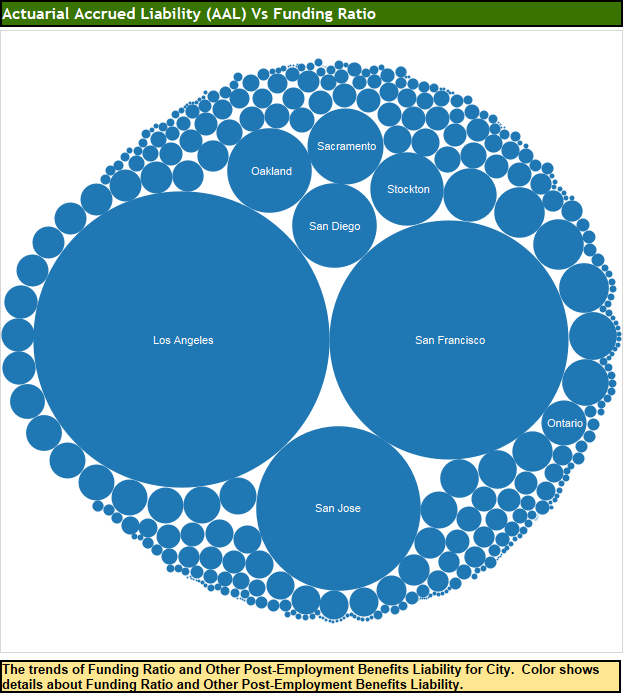 Actuarial Accrued Liability (AAL) Vs Funding Ratio
Sacramento
Oakland
Stockton
San Diego
Los Angeles
San Francisco
Ontario
San Jose
The trends of Funding Ratio and Other Post-Employment Benefits Liability for City.  Color shows
details about Funding Ratio and Other Post-Employment Benefits Liability.